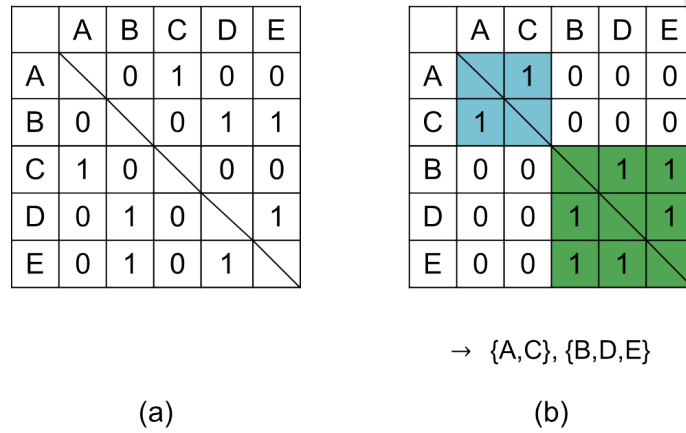 A B C D E
A 0 1 0 0
B 0 0 1 1
C 1 0 0 0
D 0 1 0 1
E 0 1 0 1
A C B D E
A 1 0 0 0
C 1 0 0 0
B 0 0 1 1
D 0 0 1 1
E 0 0 1 1
→ {A,C}, {B,D,E}
(a)
(b)